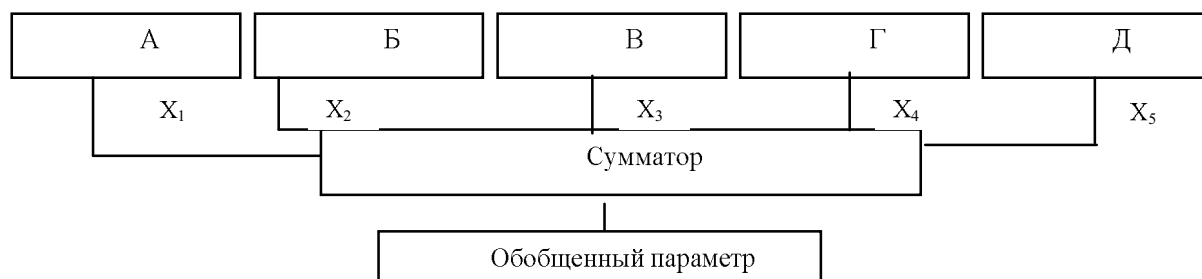 А Б В Г Д
X₁ X₂ X₃ X₄ X₅
Сумматор
Обобщенный параметр